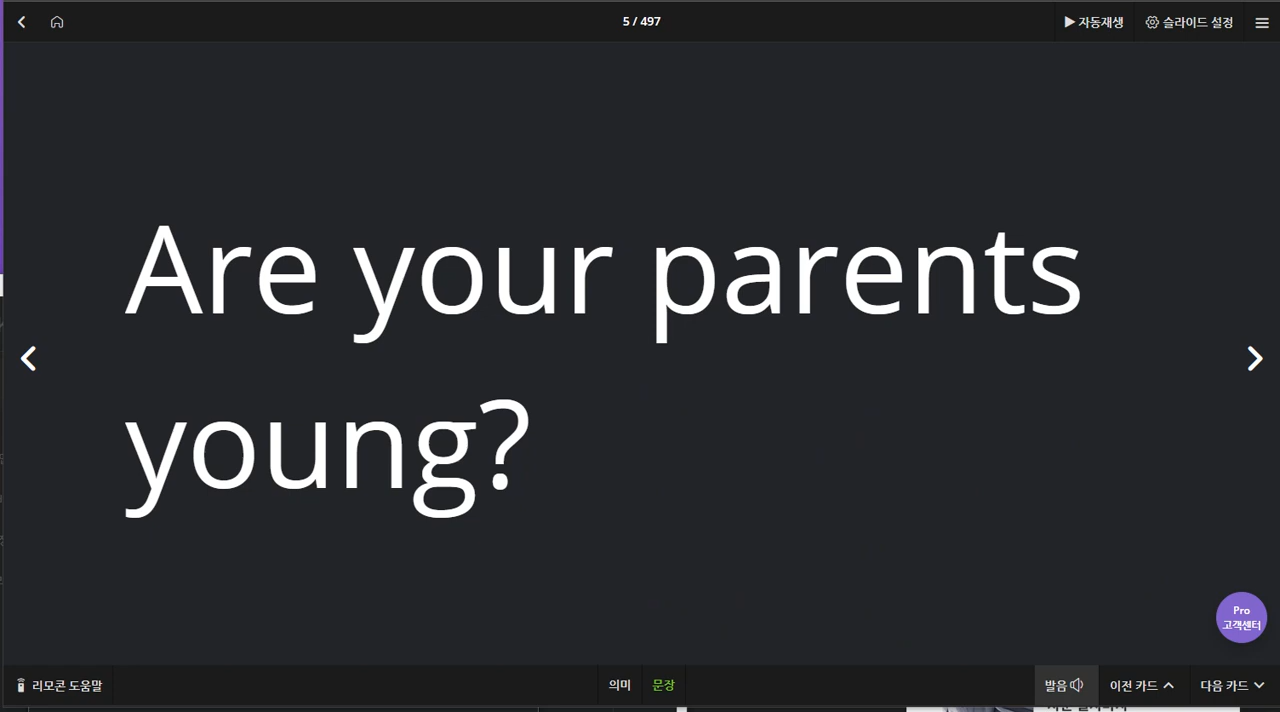 5 / 497
자동재생
슬라이드 설정
Are your parents
young?
Pro
고객센터
리모콘 도움말
의미
문장
발음
이전 카드
다음 카드